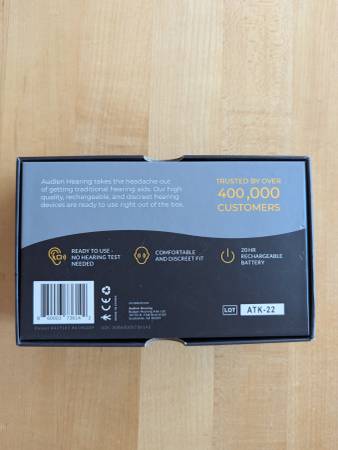 Audien Hearing takes the headache out
of getting traditional hearing aids. Our high
quality, rechargeable, and discreet hearing
devices are ready to use right out of the box.
TRUSTED BY OVER
400,000
CUSTOMERS
READY TO USE -
NO HEARING TEST
NEEDED
COMFORTABLE
AND DISCREET FIT
20HR
RECHARGEABLE
BATTERY
Audien Hearing
LOT ATK-22